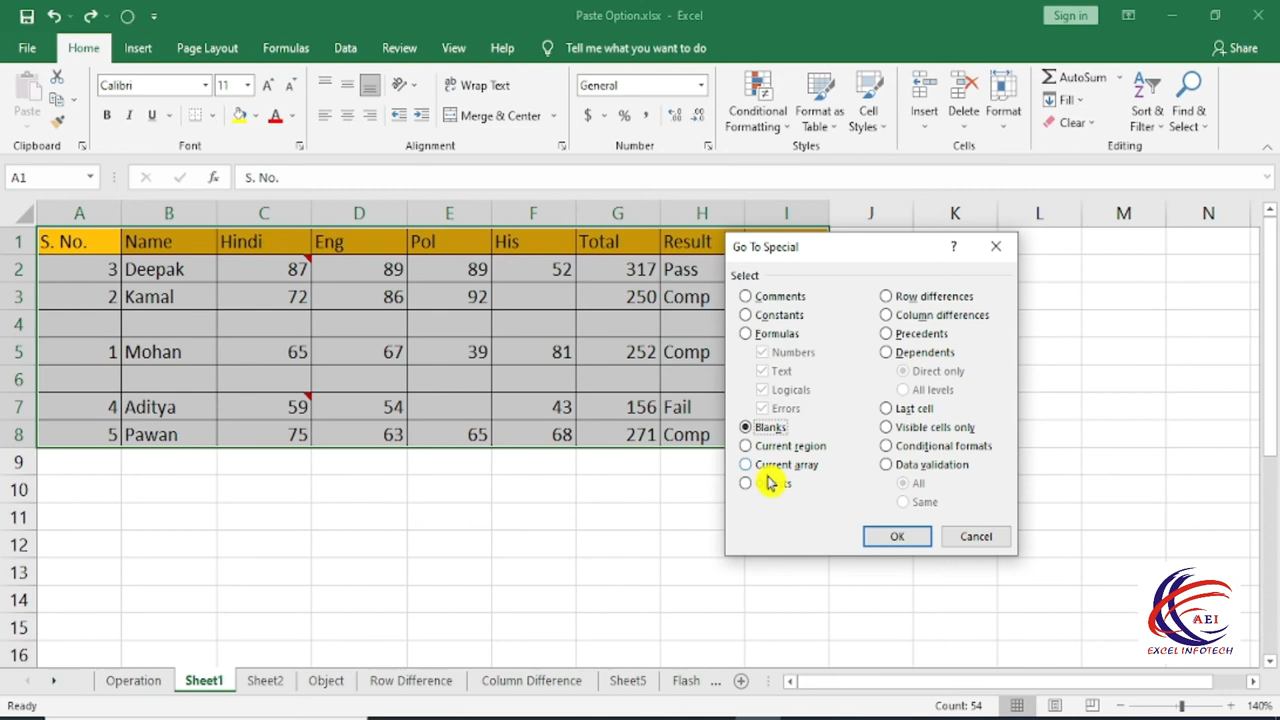 Paste Option.xlsx - Excel
Sign in
File Home Insert Page Layout Formulas Data Review View Help Tell me what you want to do Share
Paste
Clipboard
Calibri 11
B I U
Font
Wrap Text
Merge & Center
Alignment
General
$ % ,
Number
Conditional Formatting
Format as Table
Cell Styles
Styles
Insert Delete Format
Cells
AutoSum
Fill
Clear
Sort & Filter
Find & Select
Editing
A1 fx S. No.
A B C D E F G H I J K L M N
1 S. No. Name Hindi Eng Pol His Total Result
2 3 Deepak 87 89 89 52 317 Pass
3 2 Kamal 72 86 92 250 Comp
4
5 1 Mohan 65 67 39 81 252 Comp
6
7 4 Aditya 59 54 43 156 Fail
8 5 Pawan 75 63 65 68 271 Comp
9
10
11
12
13
14
15
16
Go To Special ?
Select
Comments
Constants
Formulas
Numbers
Text
Logicals
Errors
Blanks
Current region
Current array
Row differences
Column differences
Precedents
Dependents
Direct only
All levels
Last cell
Visible cells only
Conditional formats
Data validation
All
Same
OK Cancel
AEI
EXCEL INFOTECH
Operation Sheet1 Sheet2 Object Row Difference Column Difference Sheet5 Flash ...
Ready Count: 54 140%